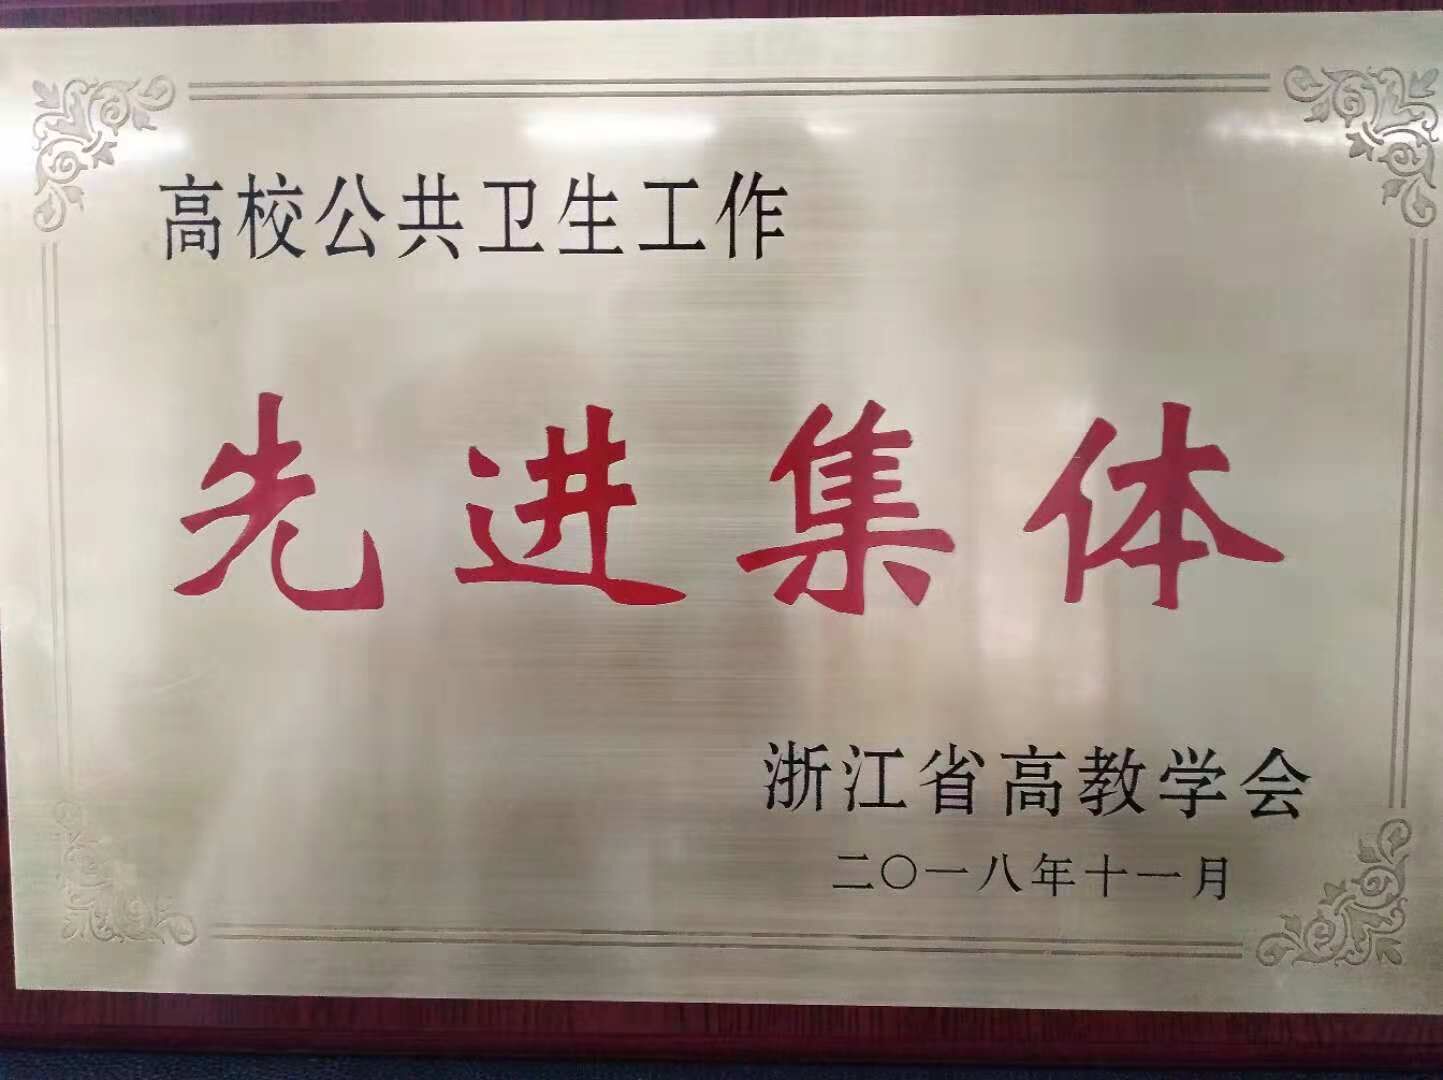 高校公共卫生工作
先进集体
浙江省高教学会
二〇一八年十一月